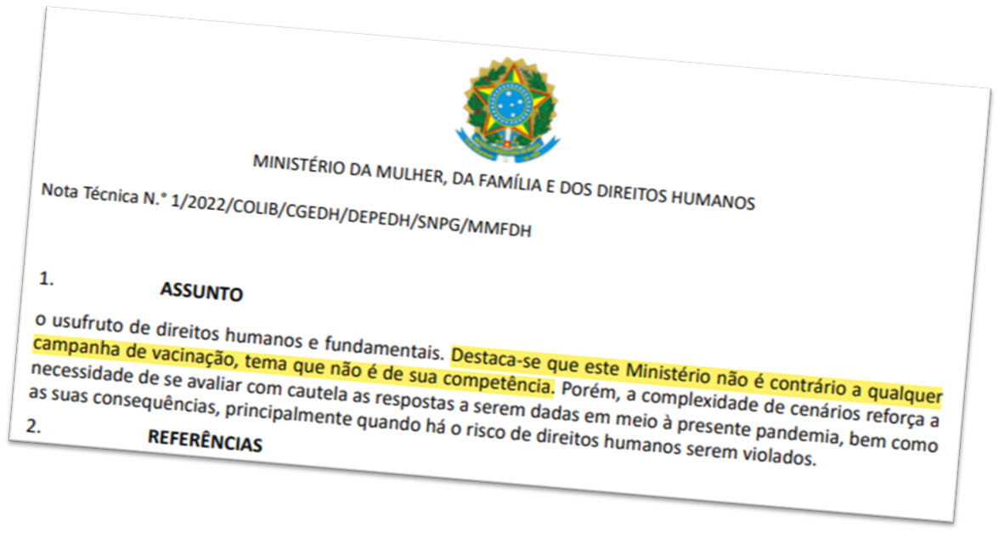 MINISTÉRIO DA MULHER, DA FAMÍLIA E DOS DIREITOS HUMANOS
Nota Técnica N.° 1/2022/COLIB/CGEDH/DEPEDH/SNPG/MMFDH
1. ASSUNTO
o usufruto de direitos humanos e fundamentais. Destaca-se que este Ministério não é contrário a qualquer
campanha de vacinação, tema que não é de sua competência. Porém, a complexidade de cenários reforça a
necessidade de se avaliar com cautela as respostas a serem dadas em meio à presente pandemia, bem como
as suas consequências, principalmente quando há o risco de direitos humanos serem violados.
2. REFERÊNCIAS